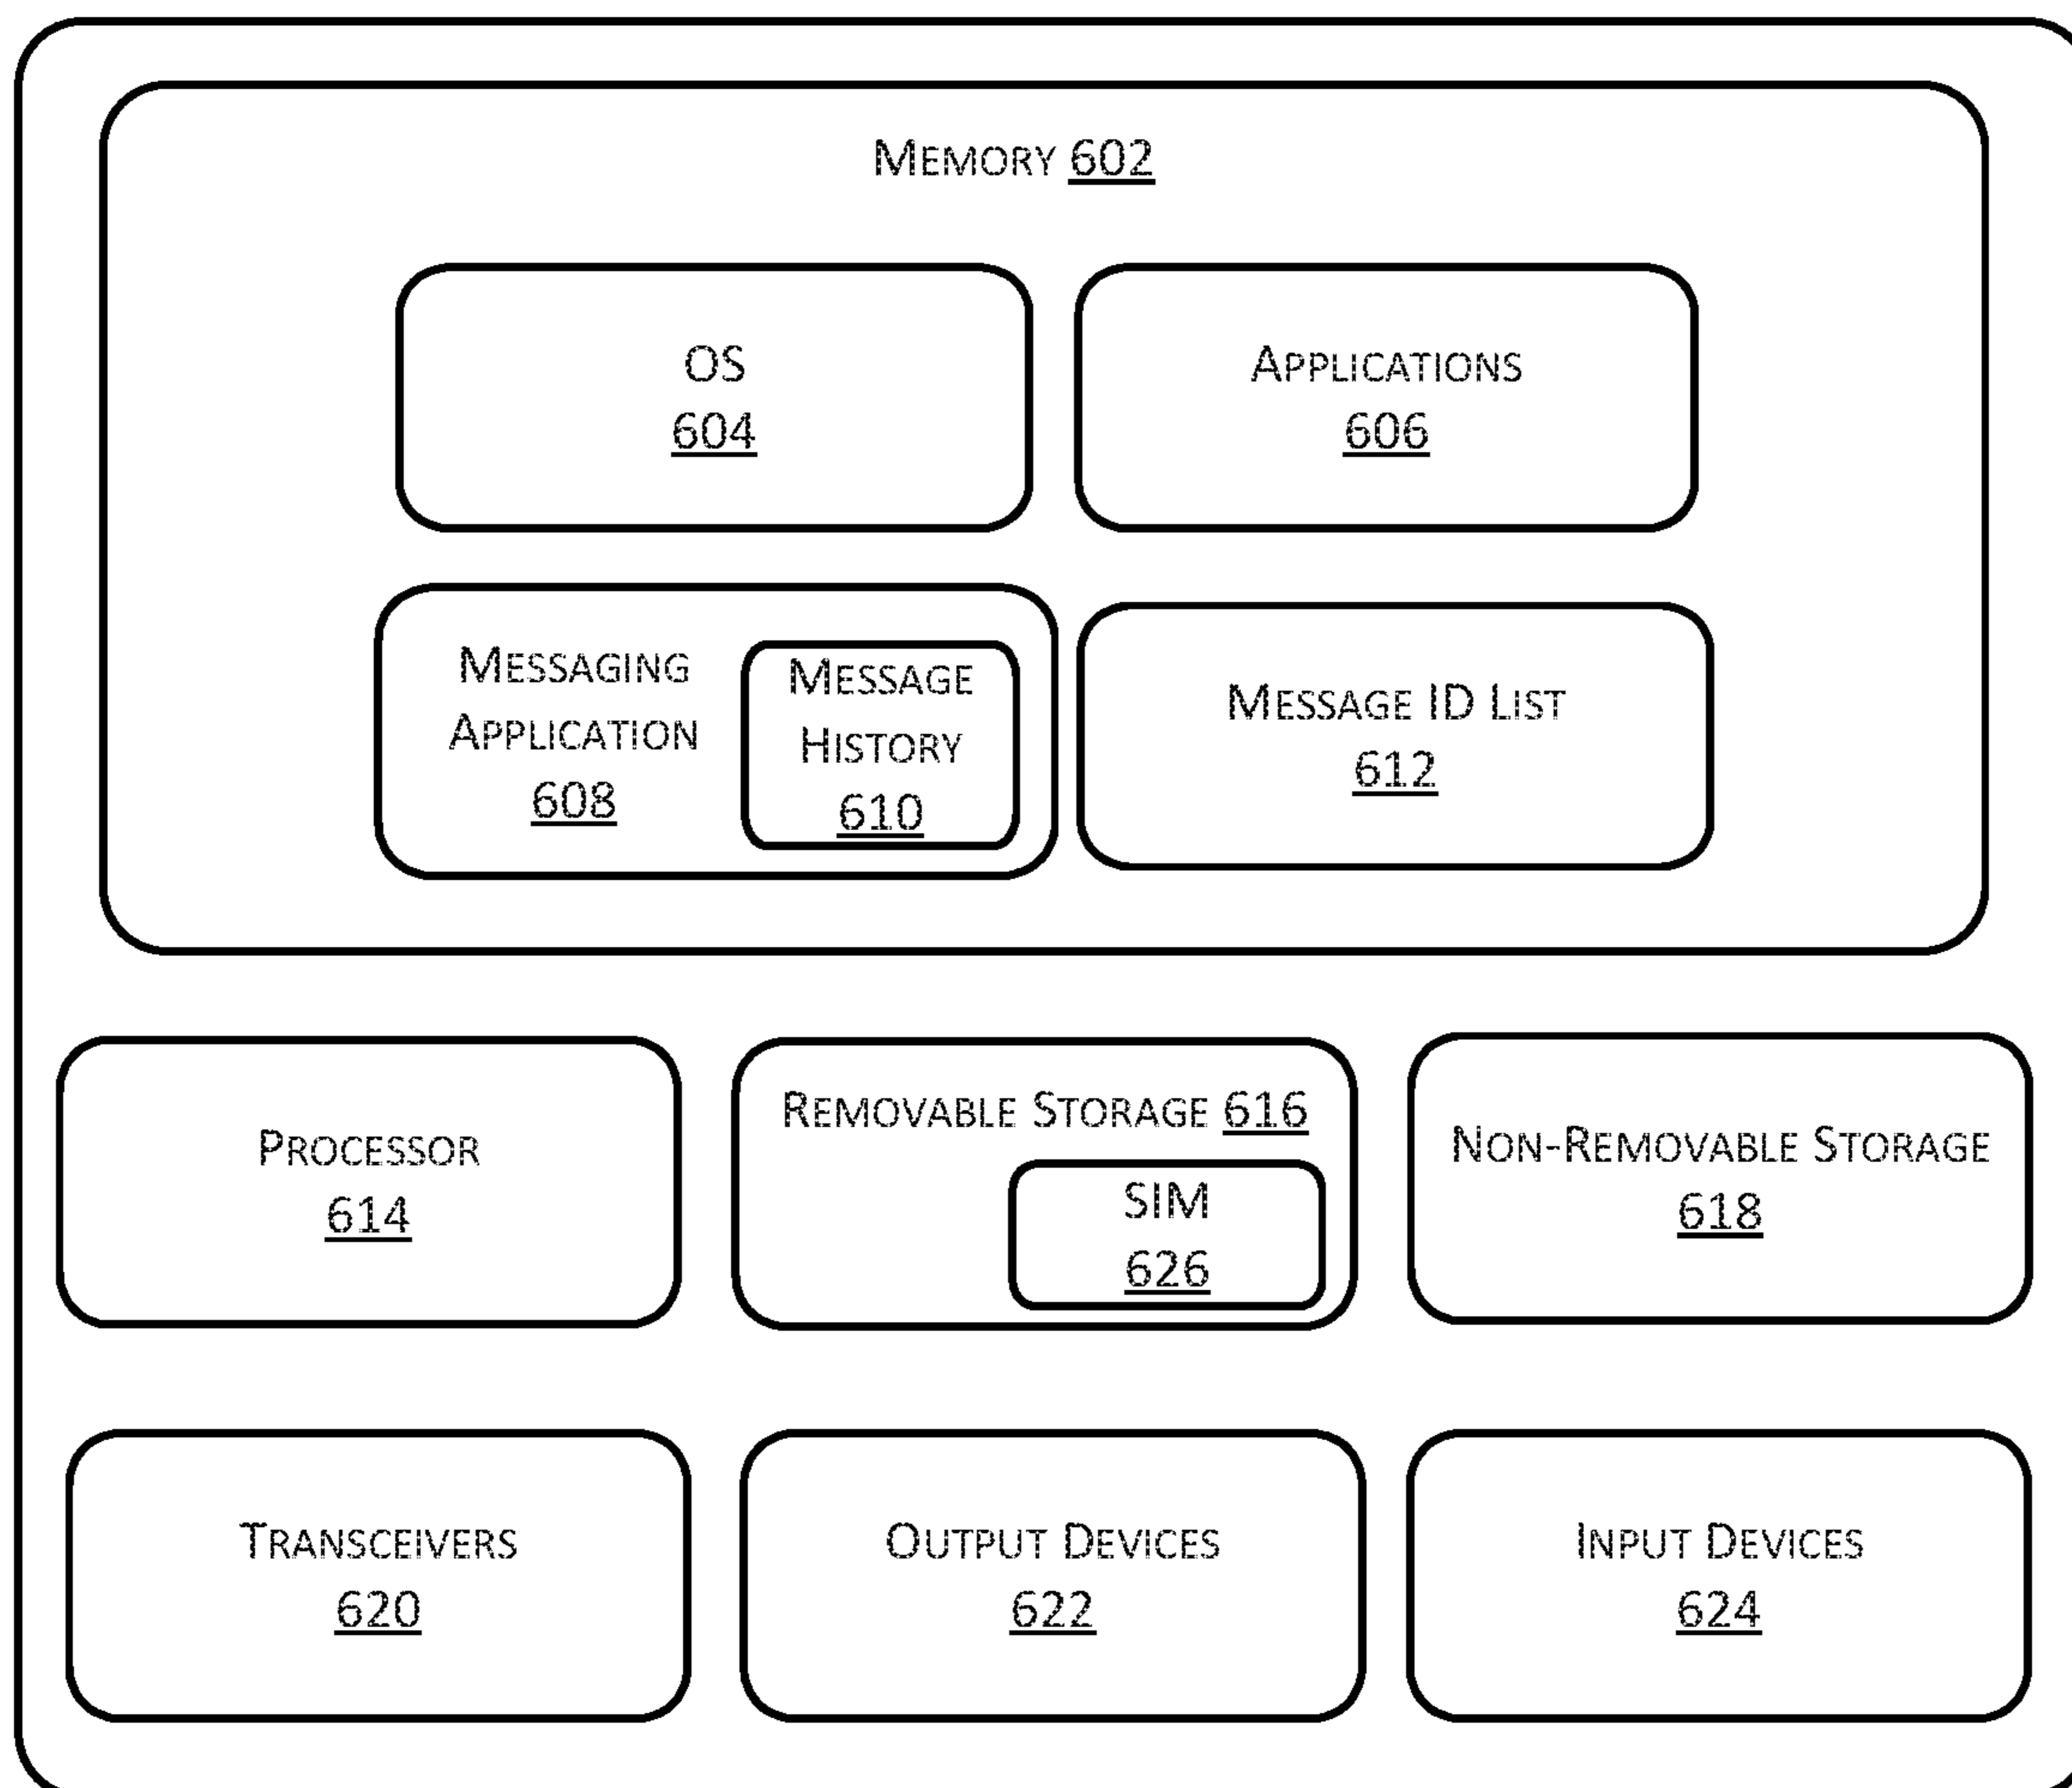 MEMORY 602
OS
604
APPLICATIONS
606
MESSAGING
APPLICATION
608
MESSAGE
HISTORY
610
MESSAGE ID LIST
612
PROCESSOR
614
REMOVABLE STORAGE 616
SIM
626
NON-REMOVABLE STORAGE
618
TRANSCEIVERS
620
OUTPUT DEVICES
622
INPUT DEVICES
624